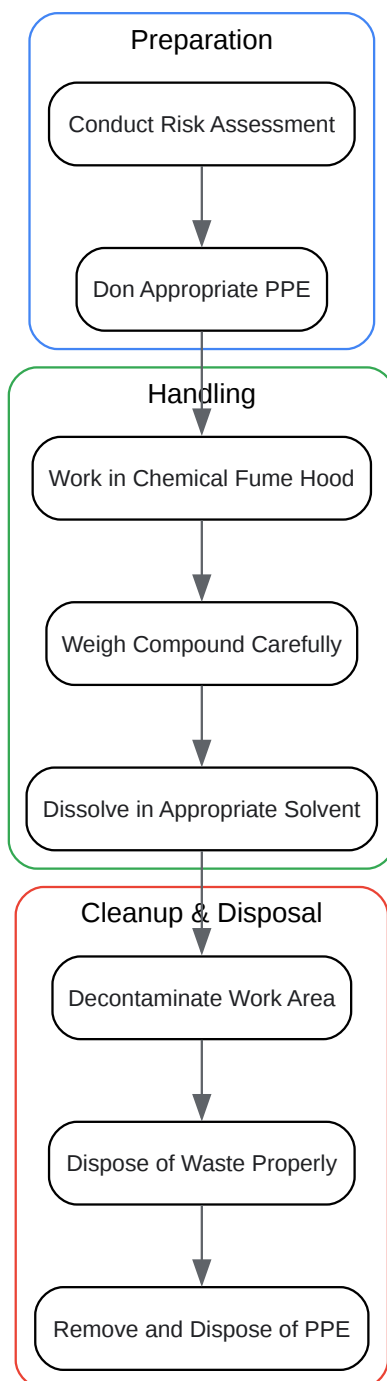 Preparation
Conduct Risk Assessment
Don Appropriate PPE
Handling
Work in Chemical Fume Hood
Weigh Compound Carefully
Dissolve in Appropriate Solvent
Cleanup & Disposal
Decontaminate Work Area
Dispose of Waste Properly
Remove and Dispose of PPE